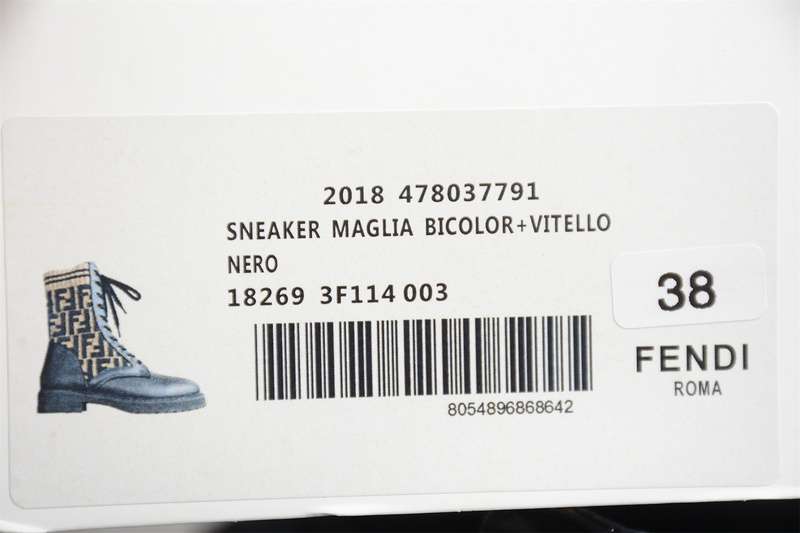 2018 478037791
SNEAKER MAGLIA BICOLOR+VITELLO
NERO
18269 3F114 003
8054896868642
38
FENDI
ROMA